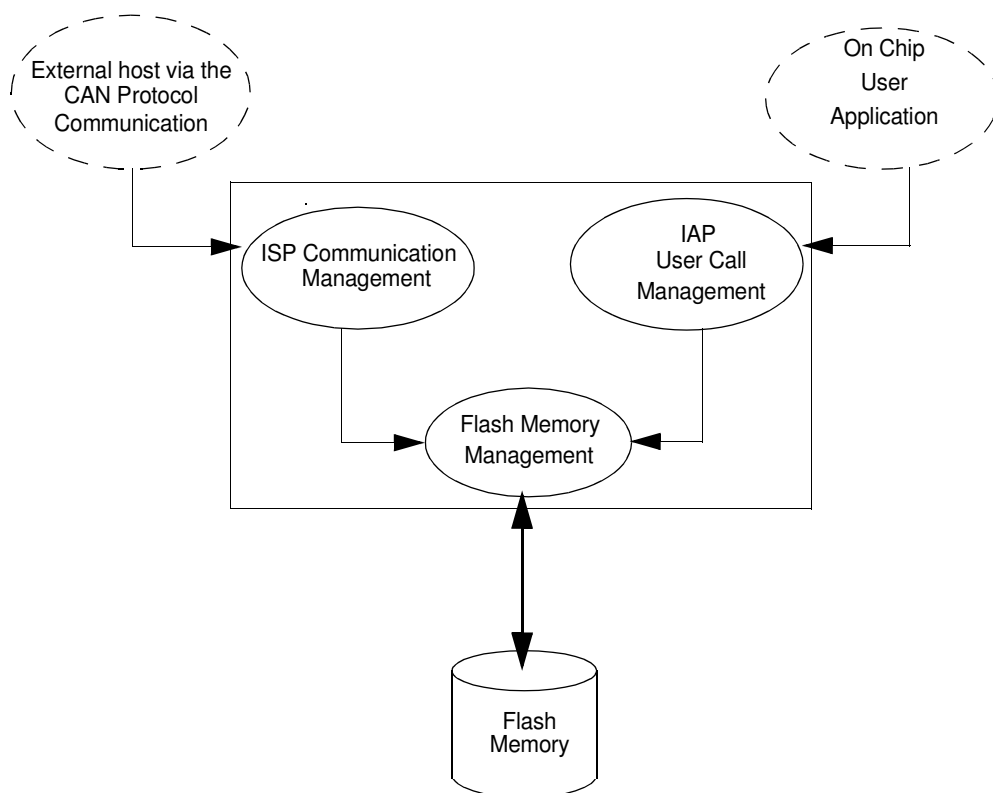 External host via the
CAN Protocol
Communication
On Chip
User
Application
ISP Communication
Management
IAP
User Call
Management
Flash Memory
Management
Flash
Memory